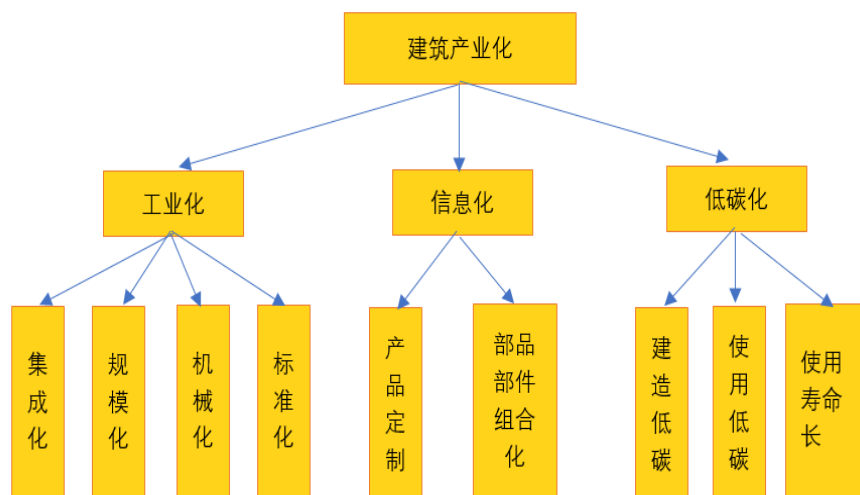 建筑产业化
工业化
信息化
低碳化
集成化
规模化
机械化
标准化
产品定制
部品
部件
组合
化
建造低碳
使用低碳
使用
寿命
长